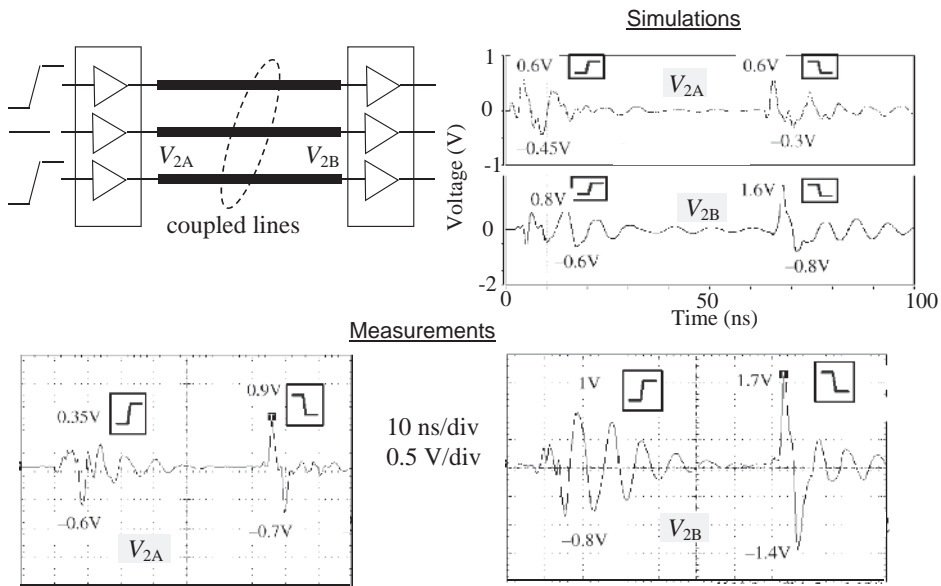 Simulations
V2A
V2B
coupled lines
Voltage (V)
1
0
-1
0.6V
V2A
0.6V
–0.45V
–0.3V
0
-2
0.8V
V2B
1.6V
–0.6V
–0.8V
0
50
100
Time (ns)
Measurements
0.35V
0.9V
–0.6V
–0.7V
V2A
10 ns/div
0.5 V/div
1V
1.7V
–0.8V
V2B
–1.4V